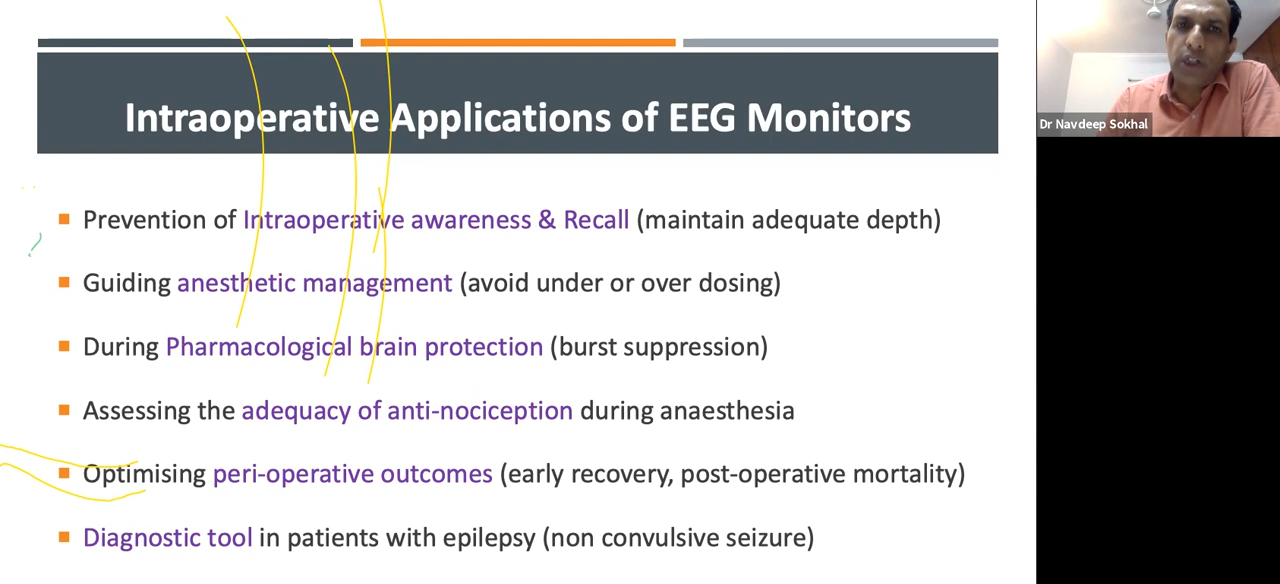 Intraoperative Applications of EEG Monitors
Dr Navdeep Sokhal
Prevention of Intraoperative awareness & Recall (maintain adequate depth)
Guiding anesthetic management (avoid under or over dosing)
During Pharmacological brain protection (burst suppression)
Assessing the adequacy of anti-nociception during anaesthesia
Optimising peri-operative outcomes (early recovery, post-operative mortality)
Diagnostic tool in patients with epilepsy (non convulsive seizure)